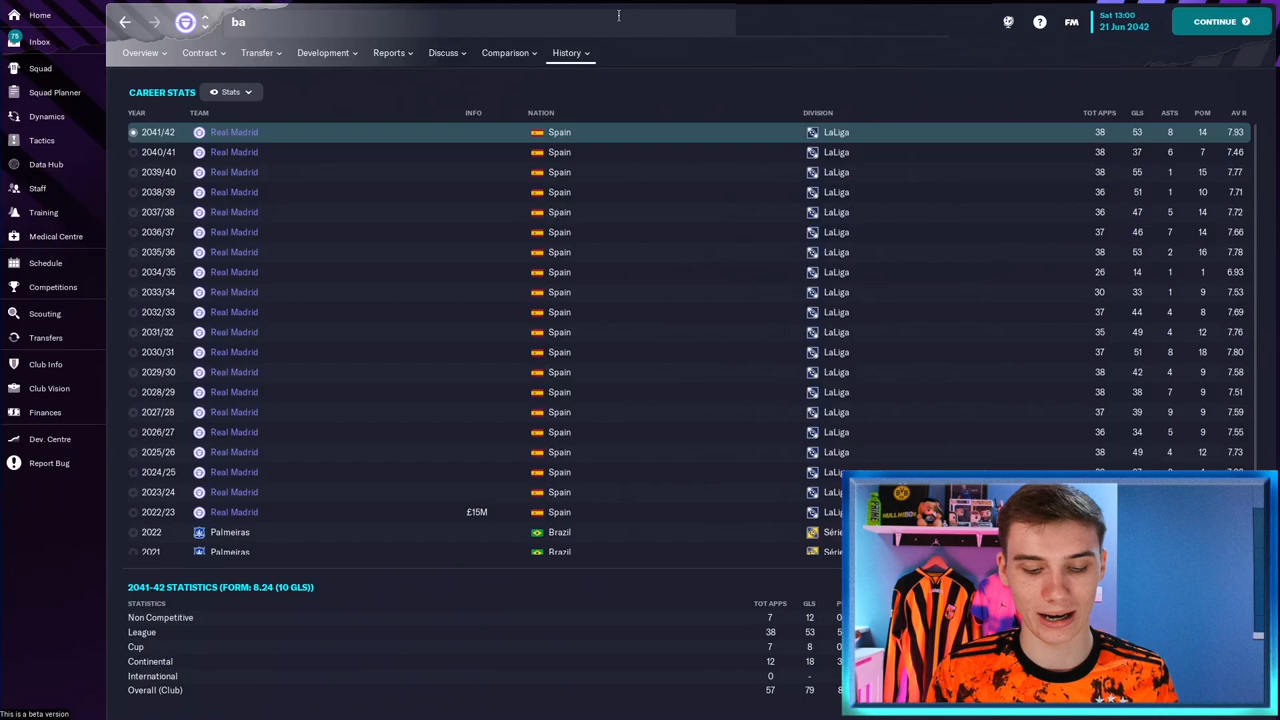 Home
75
Inbox
Squad
Squad Planner
Dynamics
Tactics
Data Hub
Staff
Training
Medical Centre
Schedule
Competitions
Scouting
Transfers
Club Info
Club Vision
Finances
Dev. Centre
Report Bug
This is a beta version
ba
FM
Sat 13:00
21 Jun 2042
CONTINUE
Overview Contract Transfer Development Reports Discuss Comparison History
CAREER STATS Stats
YEAR TEAM INFO NATION DIVISION TOT APPS GLS ASTS POM AV R
2041/42 Real Madrid Spain LaLiga 38 53 8 14 7.93
2040/41 Real Madrid Spain LaLiga 38 37 6 7 7.46
2039/40 Real Madrid Spain LaLiga 38 55 1 15 7.77
2038/39 Real Madrid Spain LaLiga 36 51 1 10 7.71
2037/38 Real Madrid Spain LaLiga 36 47 5 14 7.72
2036/37 Real Madrid Spain LaLiga 37 46 7 14 7.66
2035/36 Real Madrid Spain LaLiga 38 53 2 16 7.78
2034/35 Real Madrid Spain LaLiga 26 14 1 1 6.93
2033/34 Real Madrid Spain LaLiga 30 33 1 9 7.53
2032/33 Real Madrid Spain LaLiga 37 44 4 8 7.69
2031/32 Real Madrid Spain LaLiga 35 49 4 12 7.76
2030/31 Real Madrid Spain LaLiga 37 51 8 18 7.80
2029/30 Real Madrid Spain LaLiga 38 42 4 9 7.58
2028/29 Real Madrid Spain LaLiga 38 38 7 9 7.51
2027/28 Real Madrid Spain LaLiga 37 39 9 9 7.59
2026/27 Real Madrid Spain LaLiga 36 34 5 9 7.55
2025/26 Real Madrid Spain LaLiga 38 49 4 12 7.73
2024/25 Real Madrid Spain LaLiga
2023/24 Real Madrid Spain
2022/23 Real Madrid £15M Spain
2022 Palmeiras Brazil
2021 Palmeiras Brazil
2041-42 STATISTICS (FORM: 8.24 (10 GLS))
STATISTICS TOT APPS GLS
Non Competitive 7 12
League 38 53
Cup 7 8
Continental 12 18
International 0 -
Overall (Club) 57 79